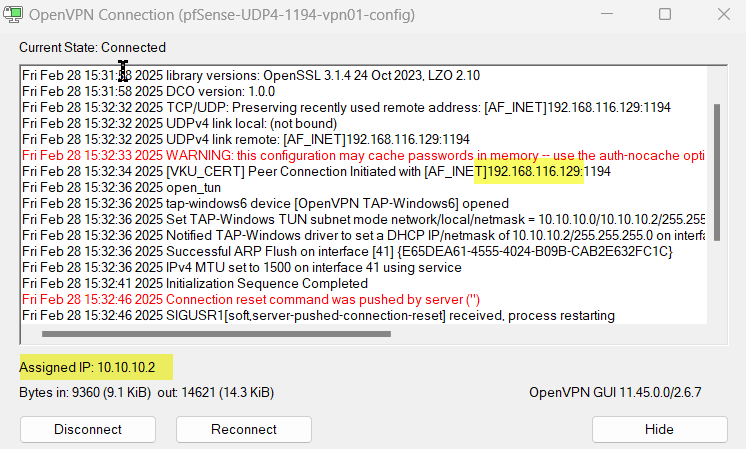 OpenVPN Connection (pfSense-UDP4-1194-vpn01-config)
Current State: Connected
Fri Feb 28 15:31:58 2025 library versions: OpenSSL 3.1.4 24 Oct 2023, LZO 2.10
Fri Feb 28 15:31:58 2025 DCO version: 1.0.0
Fri Feb 28 15:32:32 2025 TCP/UDP: Preserving recently used remote address: [AF_INET]192.168.116.129:1194
Fri Feb 28 15:32:32 2025 UDPv4 link local: (not bound)
Fri Feb 28 15:32:32 2025 UDPv4 link remote: [AF_INET]192.168.116.129:1194
Fri Feb 28 15:32:33 2025 WARNING: this configuration may cache passwords in memory -- use the auth-nocache opti
Fri Feb 28 15:32:34 2025 [VKU_CERT] Peer Connection Initiated with [AF_INET]192.168.116.129:1194
Fri Feb 28 15:32:36 2025 open_tun
Fri Feb 28 15:32:36 2025 tap-windows6 device [OpenVPN TAP-Windows6] opened
Fri Feb 28 15:32:36 2025 Set TAP-Windows TUN subnet mode network/local/netmask = 10.10.10.0/10.10.10.2/255.255
Fri Feb 28 15:32:36 2025 Notified TAP-Windows driver to set a DHCP IP/netmask of 10.10.10.2/255.255.255.0 on interfa
Fri Feb 28 15:32:36 2025 Successful ARP Flush on interface [41] {E65DEA61-4555-4024-B09B-CAB2E632FC1C}
Fri Feb 28 15:32:36 2025 IPv4 MTU set to 1500 on interface 41 using service
Fri Feb 28 15:32:41 2025 Initialization Sequence Completed
Fri Feb 28 15:32:46 2025 Connection reset command was pushed by server ('')
Fri Feb 28 15:32:46 2025 SIGUSR1[soft,server-pushed-connection-reset] received, process restarting
Assigned IP: 10.10.10.2
Bytes in: 9360 (9.1 KiB) out: 14621 (14.3 KiB)
OpenVPN GUI 11.45.0.0/2.6.7
Disconnect
Reconnect
Hide